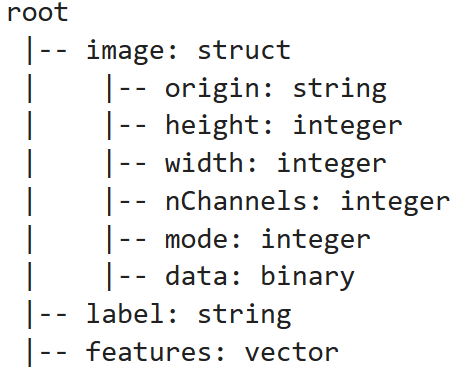 root
 |-- image: struct
 |    |-- origin: string
 |    |-- height: integer
 |    |-- width: integer
 |    |-- nChannels: integer
 |    |-- mode: integer
 |    |-- data: binary
 |-- label: string
 |-- features: vector